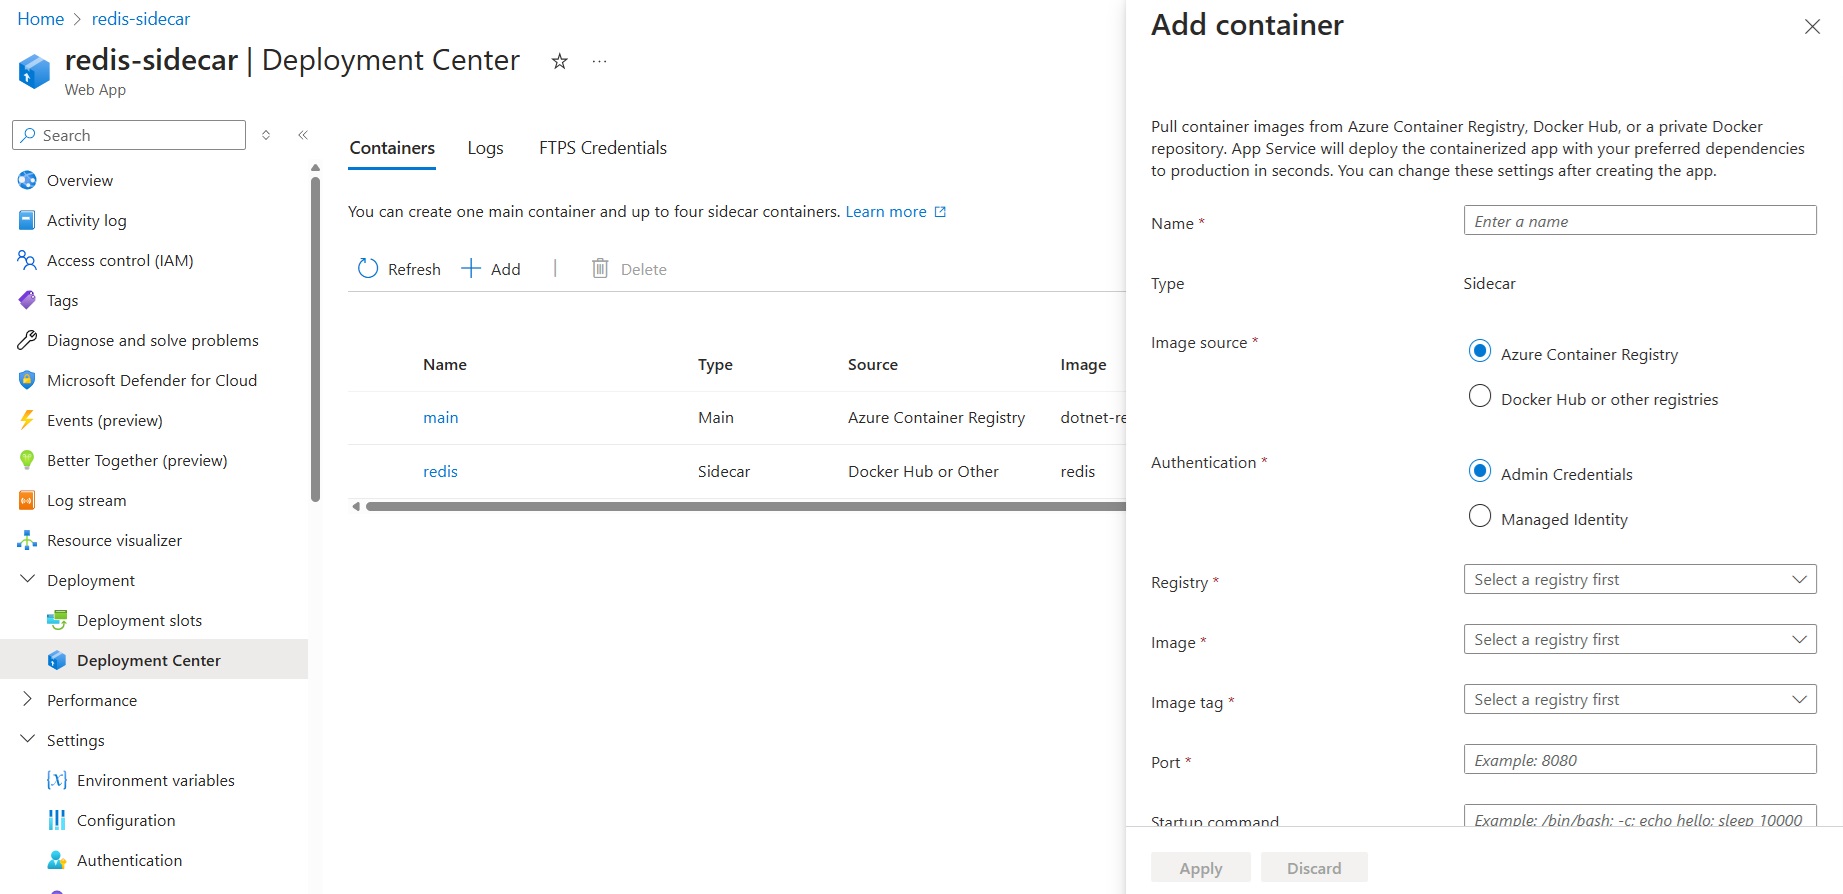 Home > redis-sidecar
redis-sidecar | Deployment Center
Web App
Search
Overview
Activity log
Access control (IAM)
Tags
Diagnose and solve problems
Microsoft Defender for Cloud
Events (preview)
Better Together (preview)
Log stream
Resource visualizer
Deployment
Deployment slots
Deployment Center
Performance
Settings
Environment variables
Configuration
Authentication
Containers Logs FTPS Credentials
You can create one main container and up to four sidecar containers. Learn more
Refresh Add | Delete
Name Type Source Image
main Main Azure Container Registry dotnet-re
redis Sidecar Docker Hub or Other redis
Add container
Pull container images from Azure Container Registry, Docker Hub, or a private Docker
repository. App Service will deploy the containerized app with your preferred dependencies
to production in seconds. You can change these settings after creating the app.
Name * Enter a name
Type Sidecar
Image source * Azure Container Registry
Docker Hub or other registries
Authentication * Admin Credentials
Managed Identity
Registry * Select a registry first
Image * Select a registry first
Image tag * Select a registry first
Port * Example: 8080
Startup command Example: /bin/bash; -c; echo hello; sleep 10000
Apply Discard